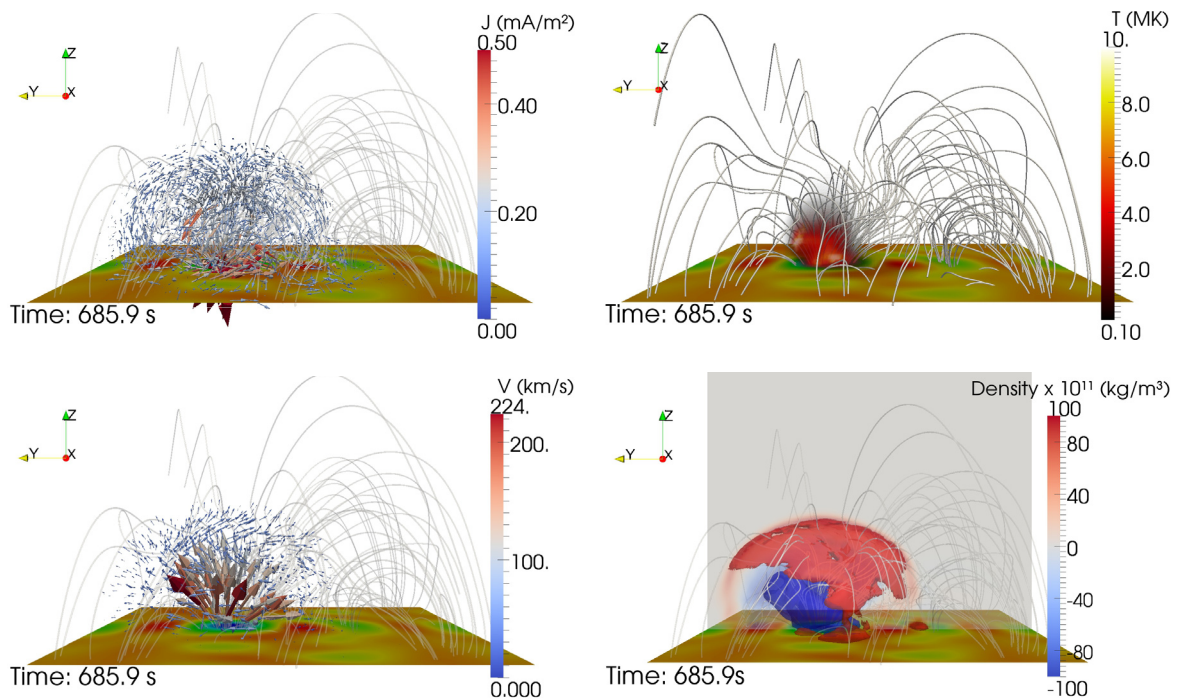 J (mA/m²)
0.50
0.40
0.20
0.00
Z
Y
X
Time: 685.9 s
T (MK)
10.
8.0
6.0
4.0
2.0
0.10
Z
Y
X
Time: 685.9 s
V (km/s)
224.
200.
100.
0.000
Z
Y
X
Time: 685.9 s
Density x 10¹¹ (kg/m³)
100
80
40
0
-40
-80
-100
Z
Y
X
Time: 685.9s